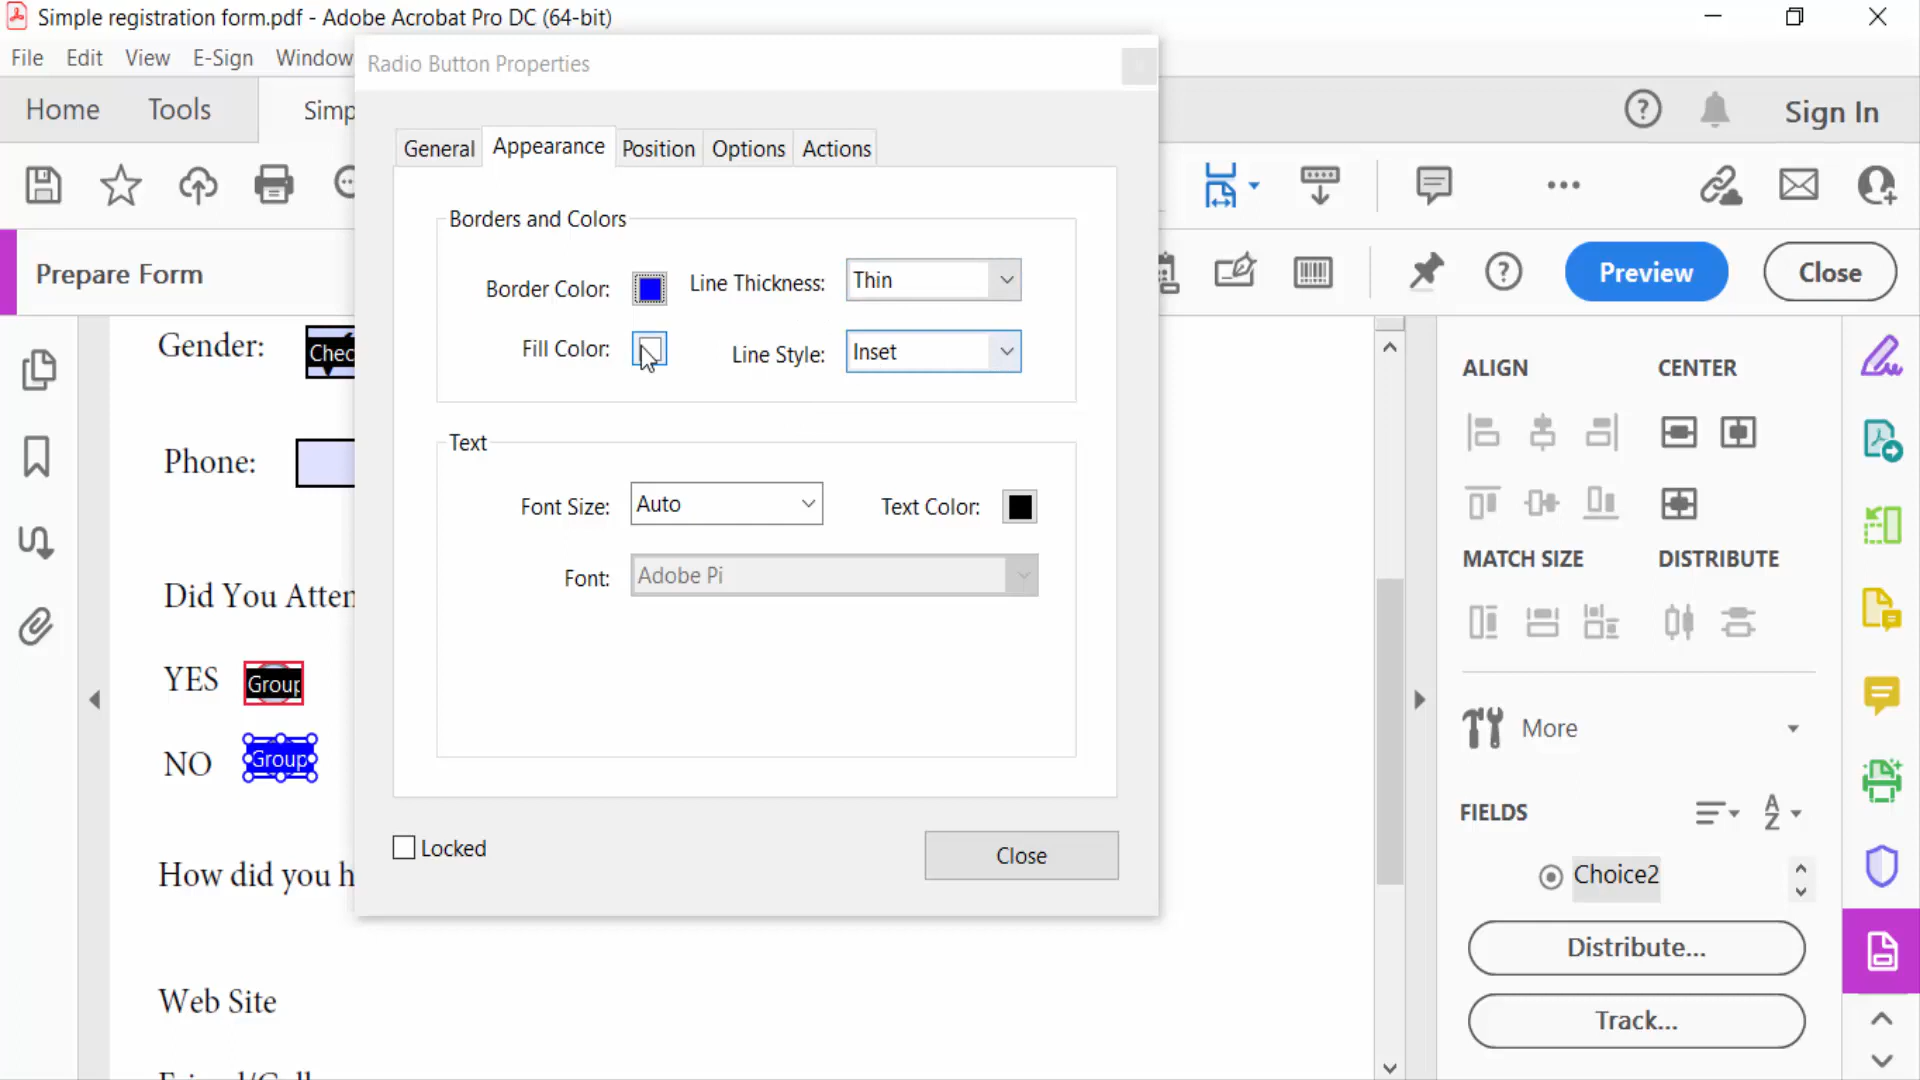 Simple registration form.pdf - Adobe Acrobat Pro DC (64-bit)
File Edit View E-Sign Window
Radio Button Properties
Home Tools Simp
Sign In
General Appearance Position Options Actions
Prepare Form
Preview Close
Borders and Colors
Border Color: Line Thickness: Thin
Fill Color: Line Style: Inset
Text
Font Size: Auto Text Color:
Font: Adobe Pi
Locked
Close
Gender: Chec
Phone:
Did You Atten
YES Group
NO Group
How did you h
Web Site
ALIGN CENTER
MATCH SIZE DISTRIBUTE
More
FIELDS
A
Z
Choice2
Distribute...
Track...